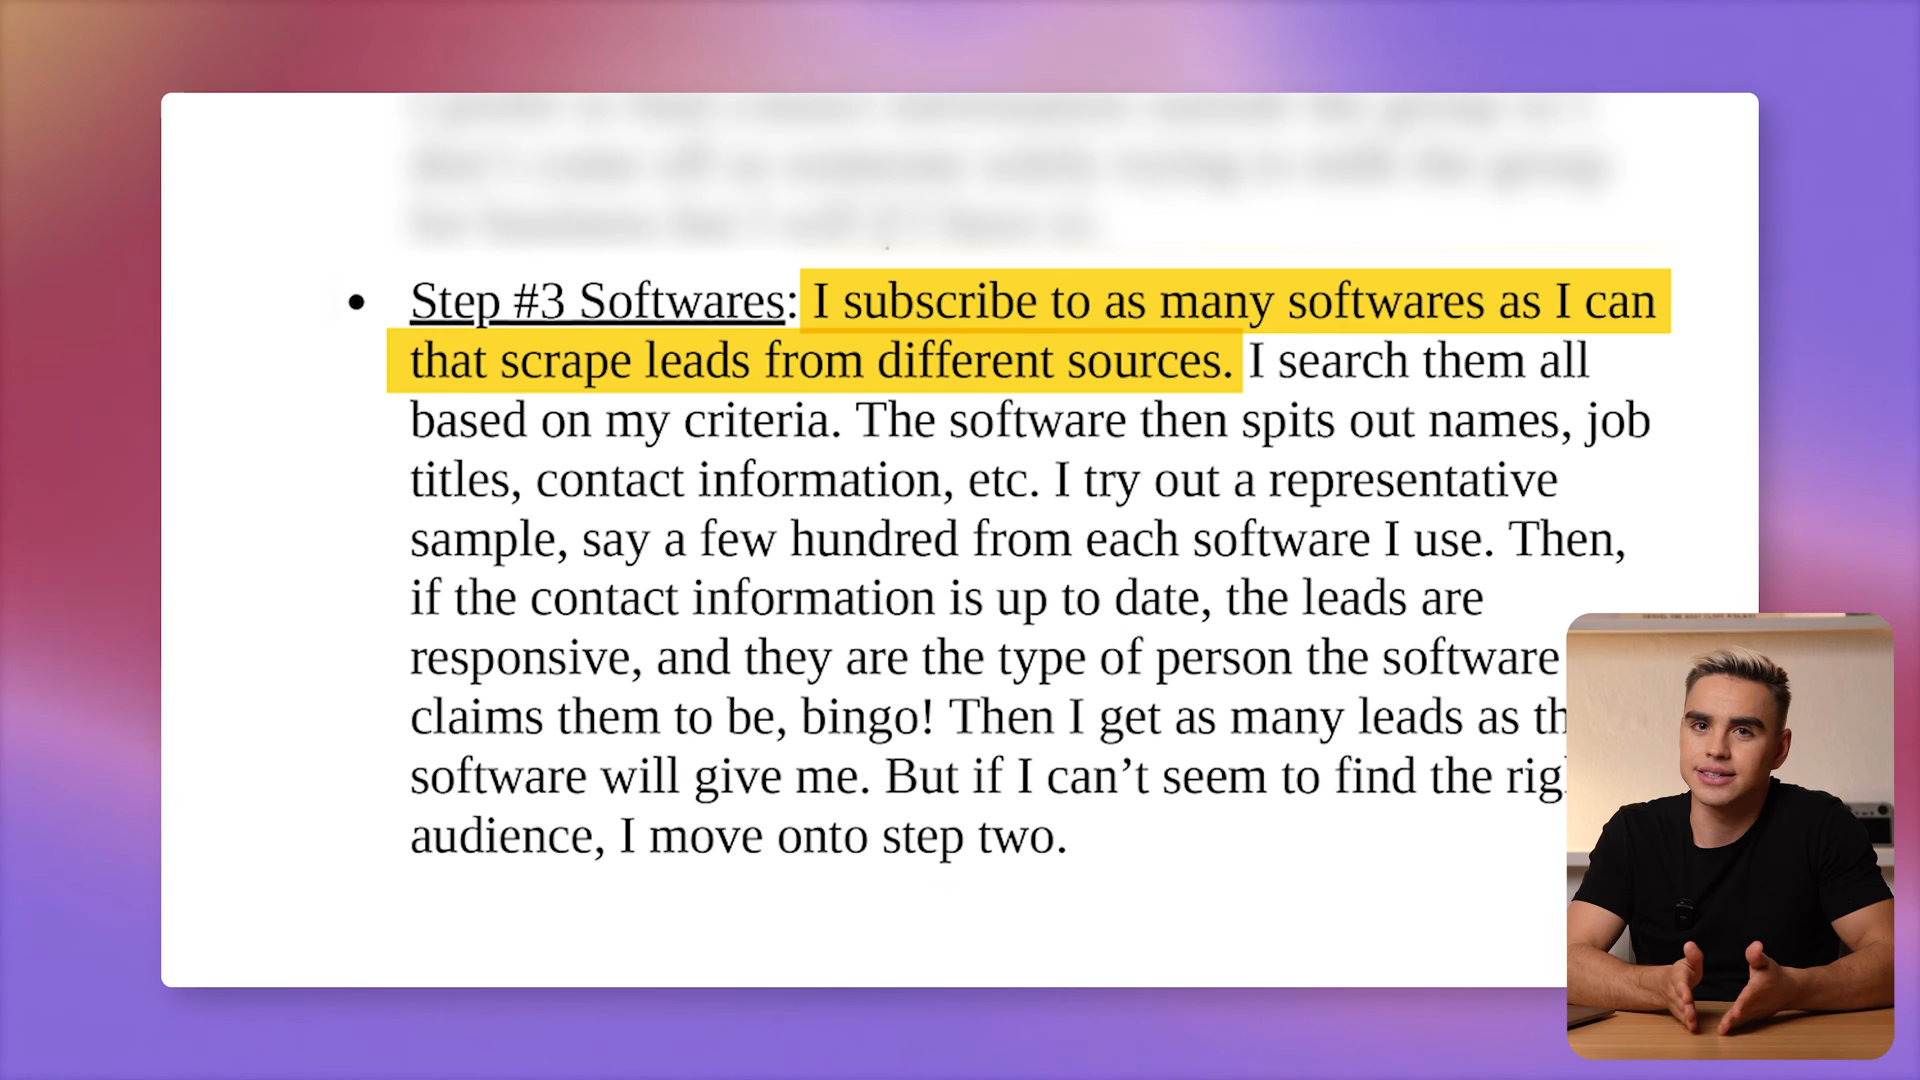 • Step #3 Softwares: I subscribe to as many softwares as I can
that scrape leads from different sources. I search them all
based on my criteria. The software then spits out names, job
titles, contact information, etc. I try out a representative
sample, say a few hundred from each software I use. Then,
if the contact information is up to date, the leads are
responsive, and they are the type of person the software
claims them to be, bingo! Then I get as many leads as th
software will give me. But if I can’t seem to find the rig
audience, I move onto step two.